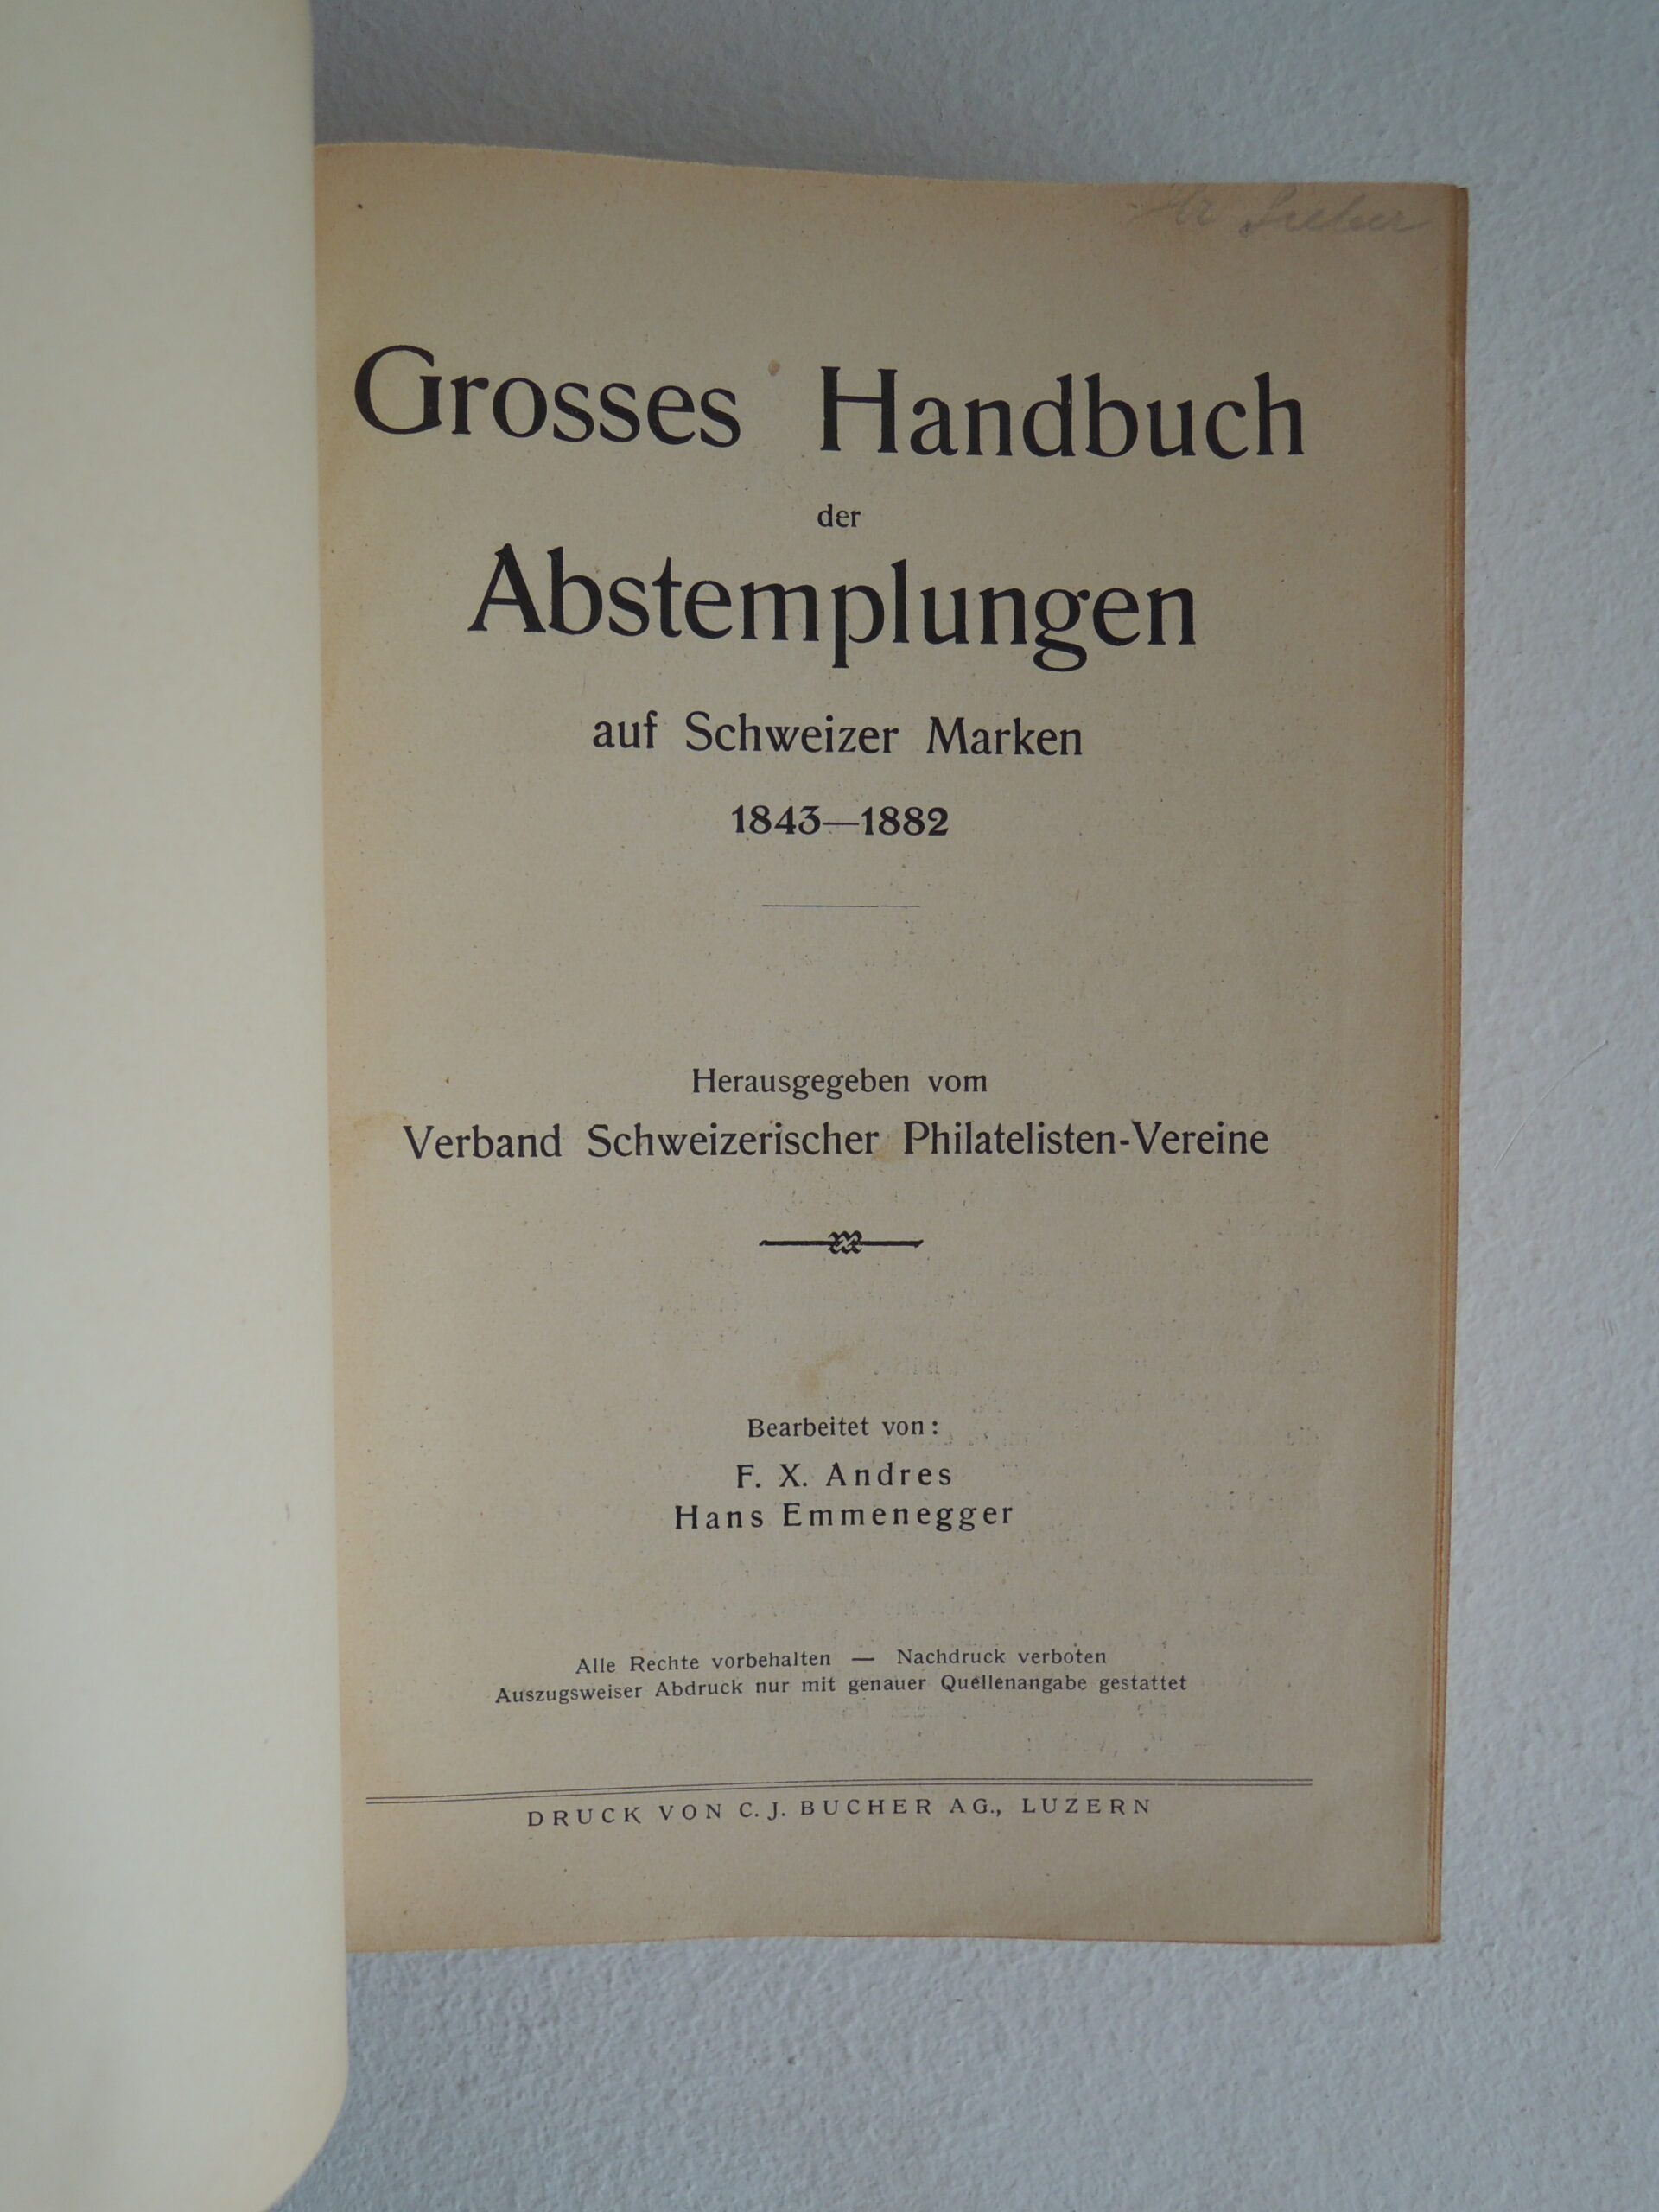 Grosses Handbuch
der
Abstemplungen
auf Schweizer Marken
1843—1882
Herausgegeben vom
Verband Schweizerischer Philatelisten-Vereine
Bearbeitet von:
F. X. Andres
Hans Emmenegger
Alle Rechte vorbehalten — Nachdruck verboten
Auszugsweiser Abdruck nur mit genauer Quellenangabe gestattet
DRUCK VON C. J. BUCHER AG., LUZERN